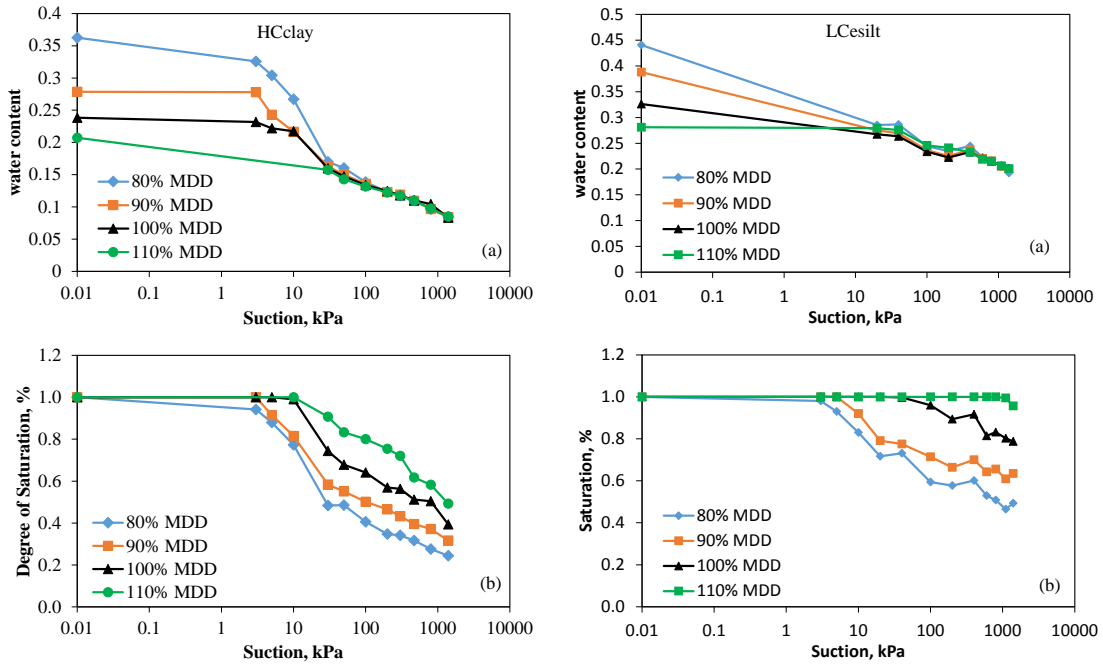 HCclay
water content
0.4
0.35
0.3
0.25
0.2
0.15
0.1
0.05
0
80% MDD
90% MDD
100% MDD
110% MDD
(a)
0.01 0.1 1 10 100 1000 10000
Suction, kPa
LCesilt
water content
0.5
0.45
0.4
0.35
0.3
0.25
0.2
0.15
0.1
0.05
0
80% MDD
90% MDD
100% MDD
110% MDD
(a)
0.01 0.1 1 10 100 1000 10000
Suction, kPa
Degree of Saturation, %
1.2
1.0
0.8
0.6
0.4
0.2
0.0
80% MDD
90% MDD
100% MDD
110% MDD
(b)
0.01 0.1 1 10 100 1000 10000
Suction, kPa
Saturation, %
1.2
1.0
0.8
0.6
0.4
0.2
0.0
80% MDD
90% MDD
100% MDD
110% MDD
(b)
0.01 0.1 1 10 100 1000 10000
Suction, kPa